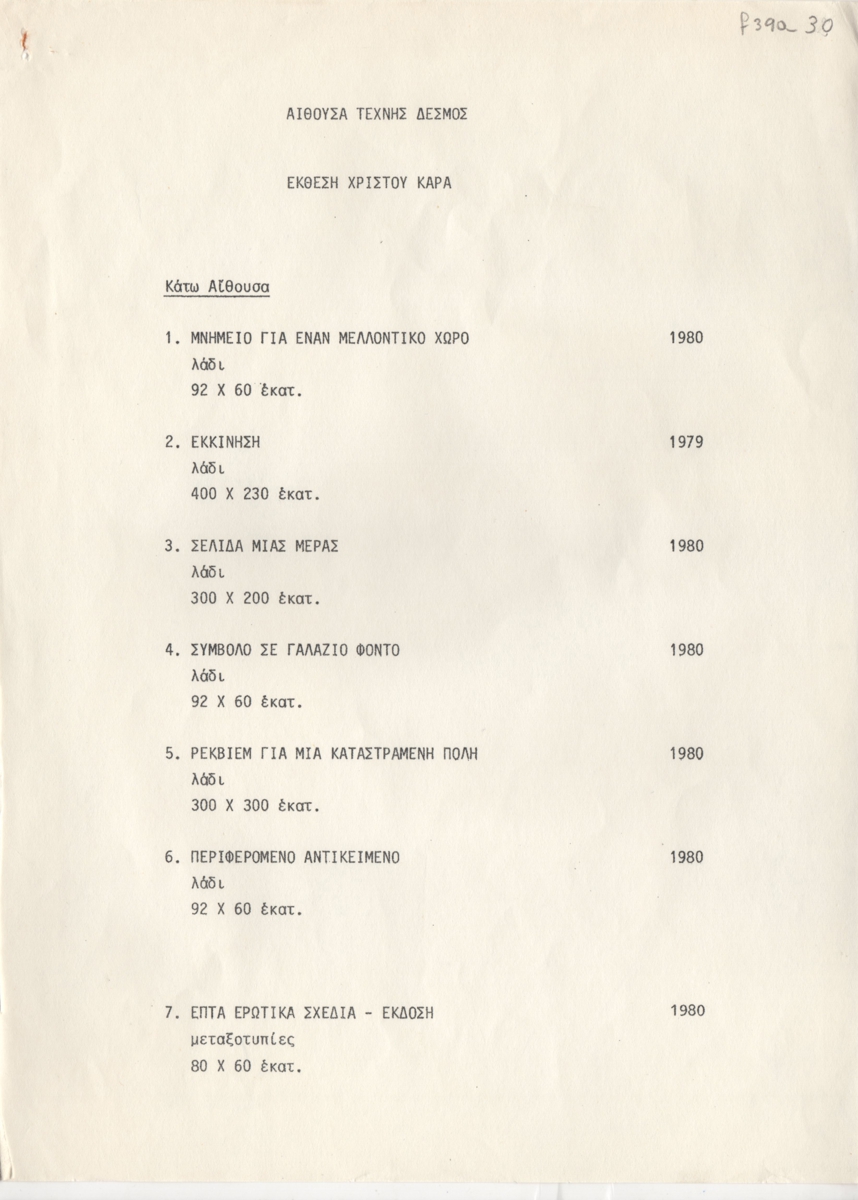 f39a_30
ΑΙΘΟΥΣΑ ΤΕΧΝΗΣ ΔΕΣΜΟΣ
ΕΚΘΕΣΗ ΧΡΙΣΤΟΥ ΚΑΡΑ
Κάτω Αἴθουσα
1. ΜΝΗΜΕΙΟ ΓΙΑ ΕΝΑΝ ΜΕΛΛΟΝΤΙΚΟ ΧΩΡΟ 1980
λάδι
92 Χ 60 ἑκατ.
2. ΕΚΚΙΝΗΣΗ 1979
λάδι
400 Χ 230 ἑκατ.
3. ΣΕΛΙΔΑ ΜΙΑΣ ΜΕΡΑΣ 1980
λάδι
300 Χ 200 ἑκατ.
4. ΣΥΜΒΟΛΟ ΣΕ ΓΑΛΑΖΙΟ ΦΟΝΤΟ 1980
λάδι
92 Χ 60 ἑκατ.
5. ΡΕΚΒΙΕΜ ΓΙΑ ΜΙΑ ΚΑΤΑΣΤΡΑΜΕΝΗ ΠΟΛΗ 1980
λάδι
300 Χ 300 ἑκατ.
6. ΠΕΡΙΦΕΡΟΜΕΝΟ ΑΝΤΙΚΕΙΜΕΝΟ 1980
λάδι
92 Χ 60 ἑκατ.
7. ΕΠΤΑ ΕΡΩΤΙΚΑ ΣΧΕΔΙΑ - ΕΚΔΟΣΗ 1980
μεταξοτυπίες
80 Χ 60 ἑκατ.